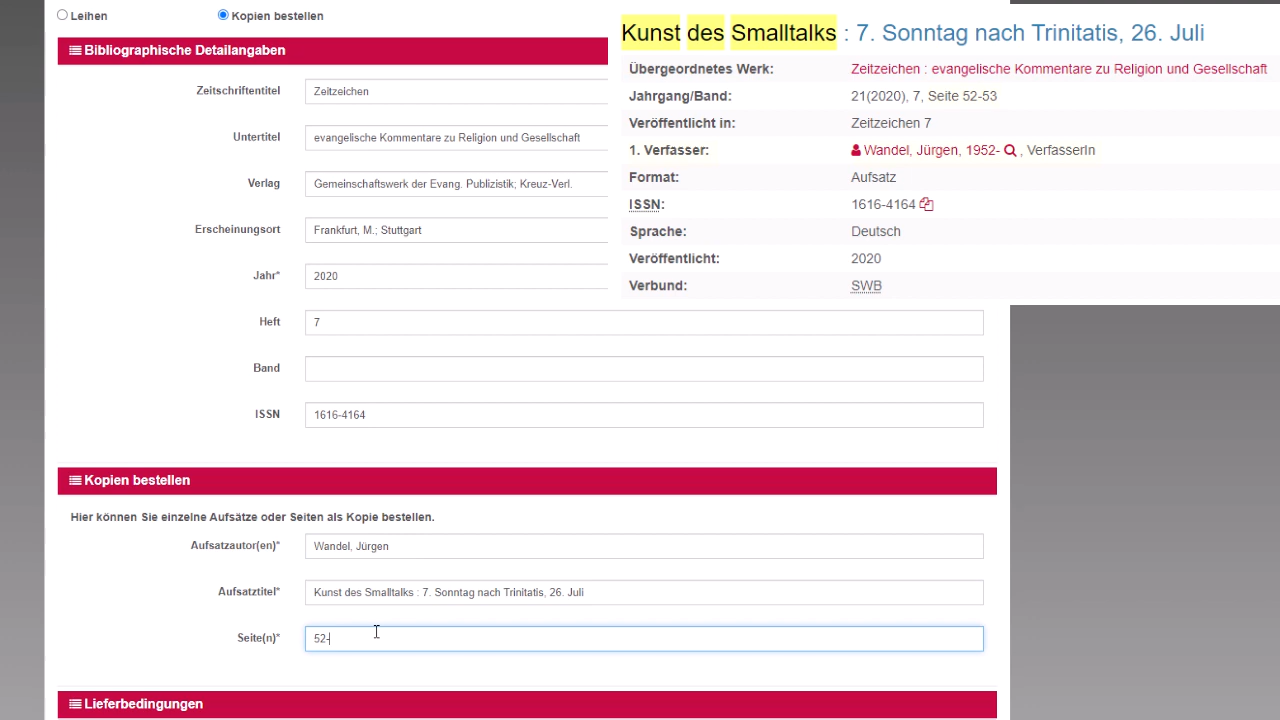 Leihen
Kopien bestellen
Bibliographische Detailangaben
Zeitschriftentitel
Zeitzeichen
Untertitel
evangelische Kommentare zu Religion und Gesellschaft
Verlag
Gemeinschaftswerk der Evang. Publizistik; Kreuz-Verl.
Erscheinungsort
Frankfurt, M.; Stuttgart
Jahr*
2020
Heft
7
Band
ISSN
1616-4164
Kopien bestellen
Hier können Sie einzelne Aufsätze oder Seiten als Kopie bestellen.
Aufsatzautor(en)*
Wandel, Jürgen
Aufsatztitel*
Kunst des Smalltalks : 7. Sonntag nach Trinitatis, 26. Juli
Seite(n)*
52-
Lieferbedingungen
Kunst des Smalltalks : 7. Sonntag nach Trinitatis, 26. Juli
Übergeordnetes Werk: Zeitzeichen : evangelische Kommentare zu Religion und Gesellschaft
Jahrgang/Band: 21(2020), 7, Seite 52-53
Veröffentlicht in: Zeitzeichen 7
1. Verfasser: Wandel, Jürgen, 1952- , VerfasserIn
Format: Aufsatz
ISSN: 1616-4164
Sprache: Deutsch
Veröffentlicht: 2020
Verbund: SWB